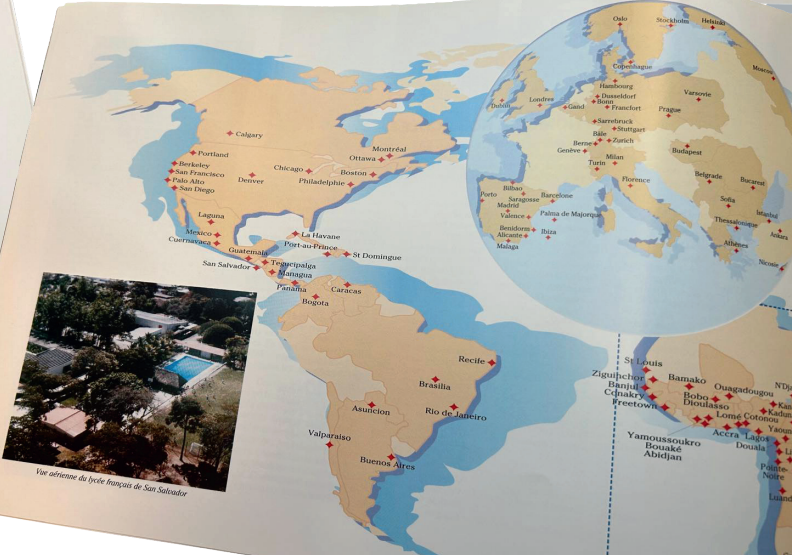 Calgary
Portland
Berkeley
San Francisco
Palo Alto
San Diego
Denver
Chicago
Ottawa
Montréal
Boston
Philadelphie
Laguna
Mexico
Cuernavaca
La Havane
Port-au-Prince
St Domingue
Guatemala
San Salvador
Tegucipalga
Managua
Panama
Caracas
Bogota
Recife
Brasilia
Rio de Janeiro
Asuncion
Valparaiso
Buenos Aires
Vue aérienne du lycée français de San Salvador
Oslo
Stockholm
Helsinki
Copenhague
Hambourg
Dusseldorf
Bonn
Francfort
Dublin
Londres
Gand
Varsovie
Prague
Sarrebruck
Stuttgart
Bâle
Berne
Zurich
Genève
Milan
Turin
Budapest
Florence
Belgrade
Bucarest
Sofia
Thessalonique
Athènes
Ankara
Bilbao
Porto
Saragosse
Barcelone
Madrid
Valence
Palma de Majorque
Benidorm
Alicante
Ibiza
Malaga
St Louis
Ziguinchor
Banjul
Conakry
Freetown
Bamako
Bobo
Dioulasso
Ouagadougou
Lomé
Cotonou
Accra
Lagos
Douala
Yamoussoukro
Bouaké
Abidjan
Pointe-
Noire